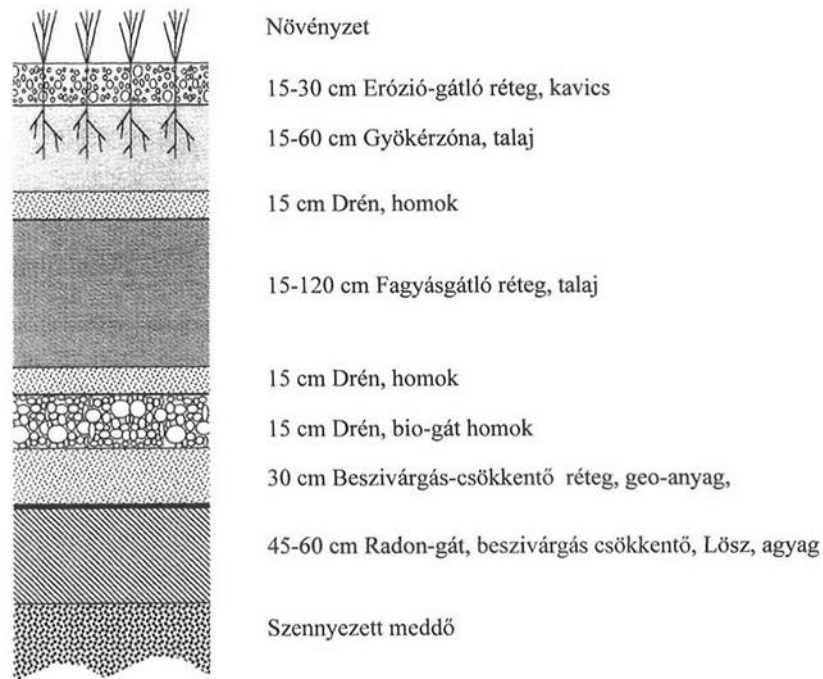 Növényzet
15-30 cm Erózió-gátló réteg, kavics
15-60 cm Gyökérzóna, talaj
15 cm Drén, homok
15-120 cm Fagyásgátló réteg, talaj
15 cm Drén, homok
15 cm Drén, bio-gát homok
30 cm Beszivárgás-csökkentő réteg, geo-anyag,
45-60 cm Radon-gát, beszivárgás csökkentő, Lösz, agyag
Szennyezett meddő